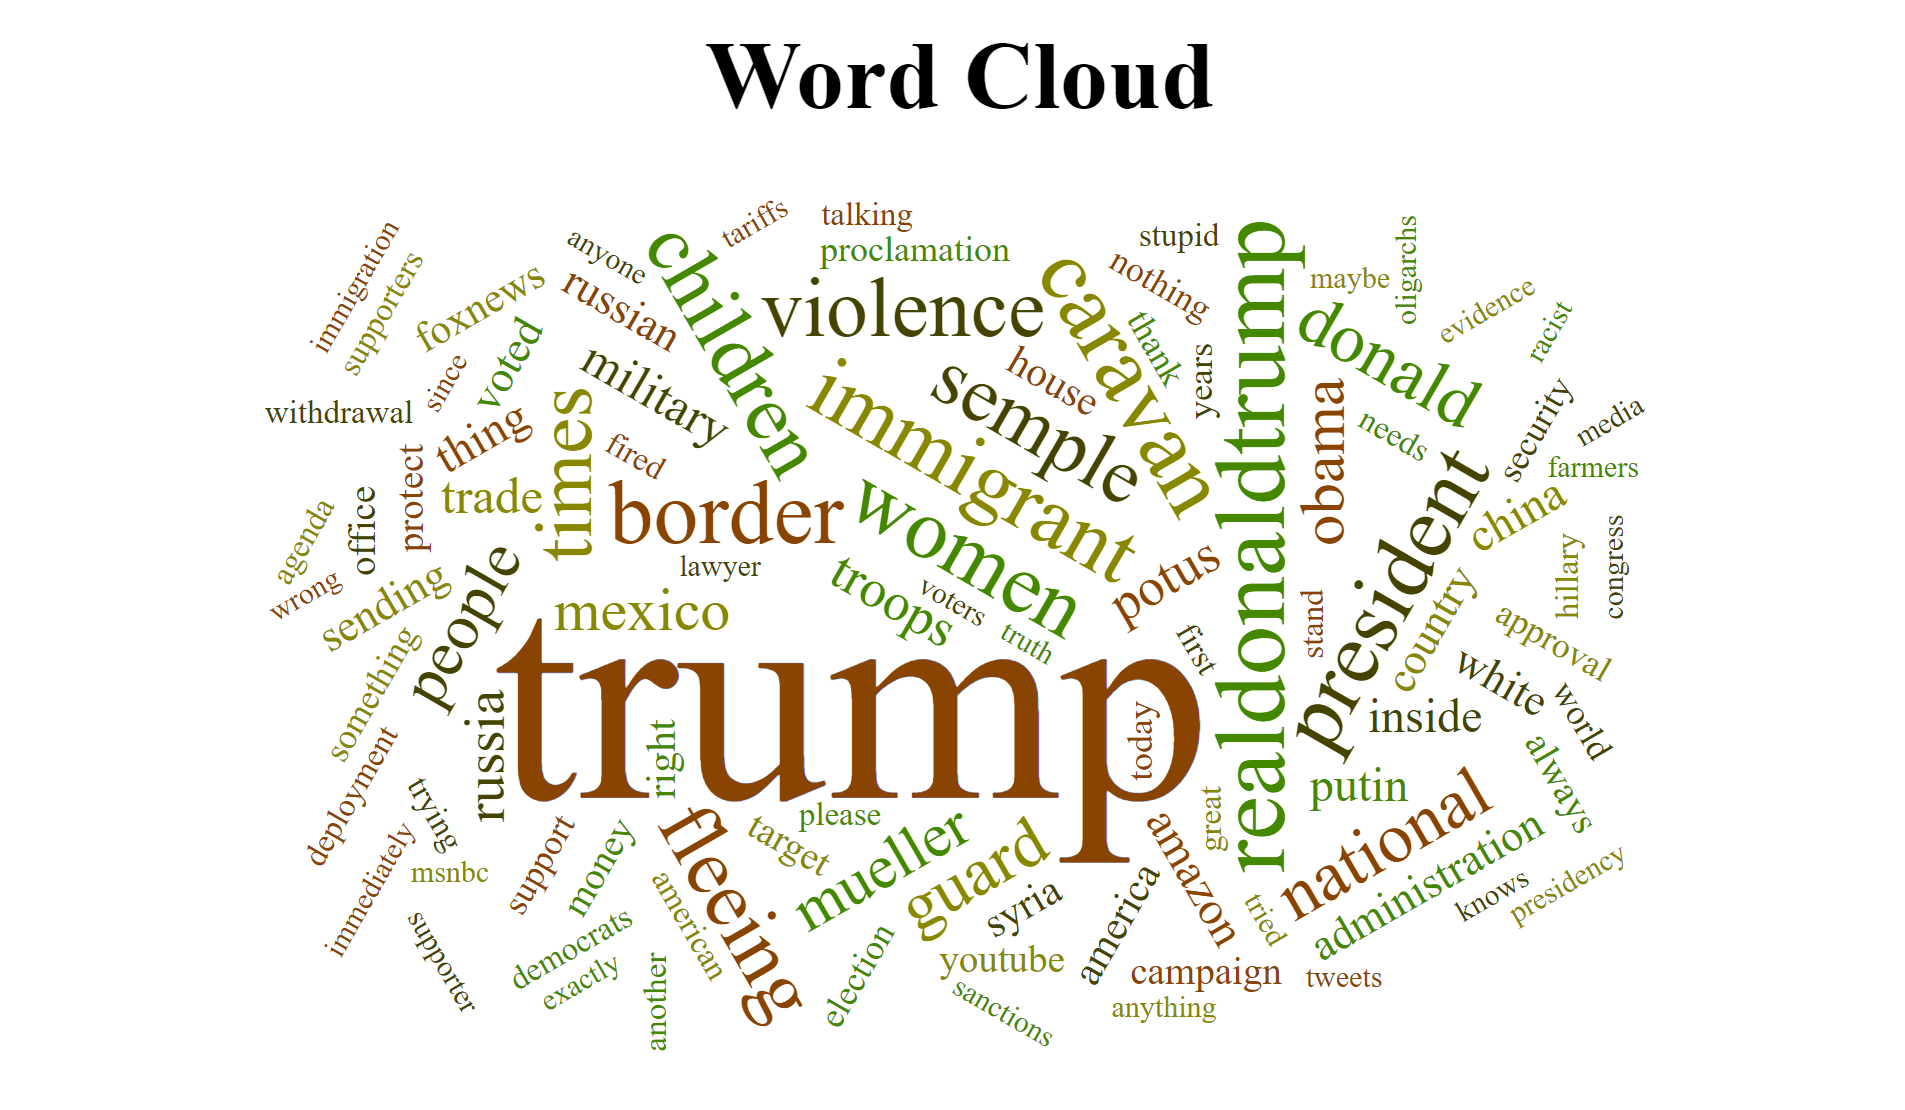 Word Cloud
tariffs
talking
proclamation
stupid
anyone
children
violence
caravan
nothing
realdonaldtrump
maybe
oligarchs
evidence
racist
immigration
supporters
foxnews
russian
since
voted
military
immigrant
semple
house
thank
years
donald
obama
needs
security
media
farmers
withdrawal
thing
times
fired
protect
trade
border
women
office
agenda
wrong
sending
people
lawyer
mexico
troops
voters
truth
potus
first
stand
president
china
country
hillary
congress
approval
white
world
inside
something
russia
trump
right
today
putin
always
deployment
trying
immediately
msnbc
supporter
support
money
democrats
exactly
another
american
fleeing
target
please
mueller
guard
syria
election
youtube
sanctions
america
amazon
great
tried
national
administration
knows
presidency
campaign
tweets
anything